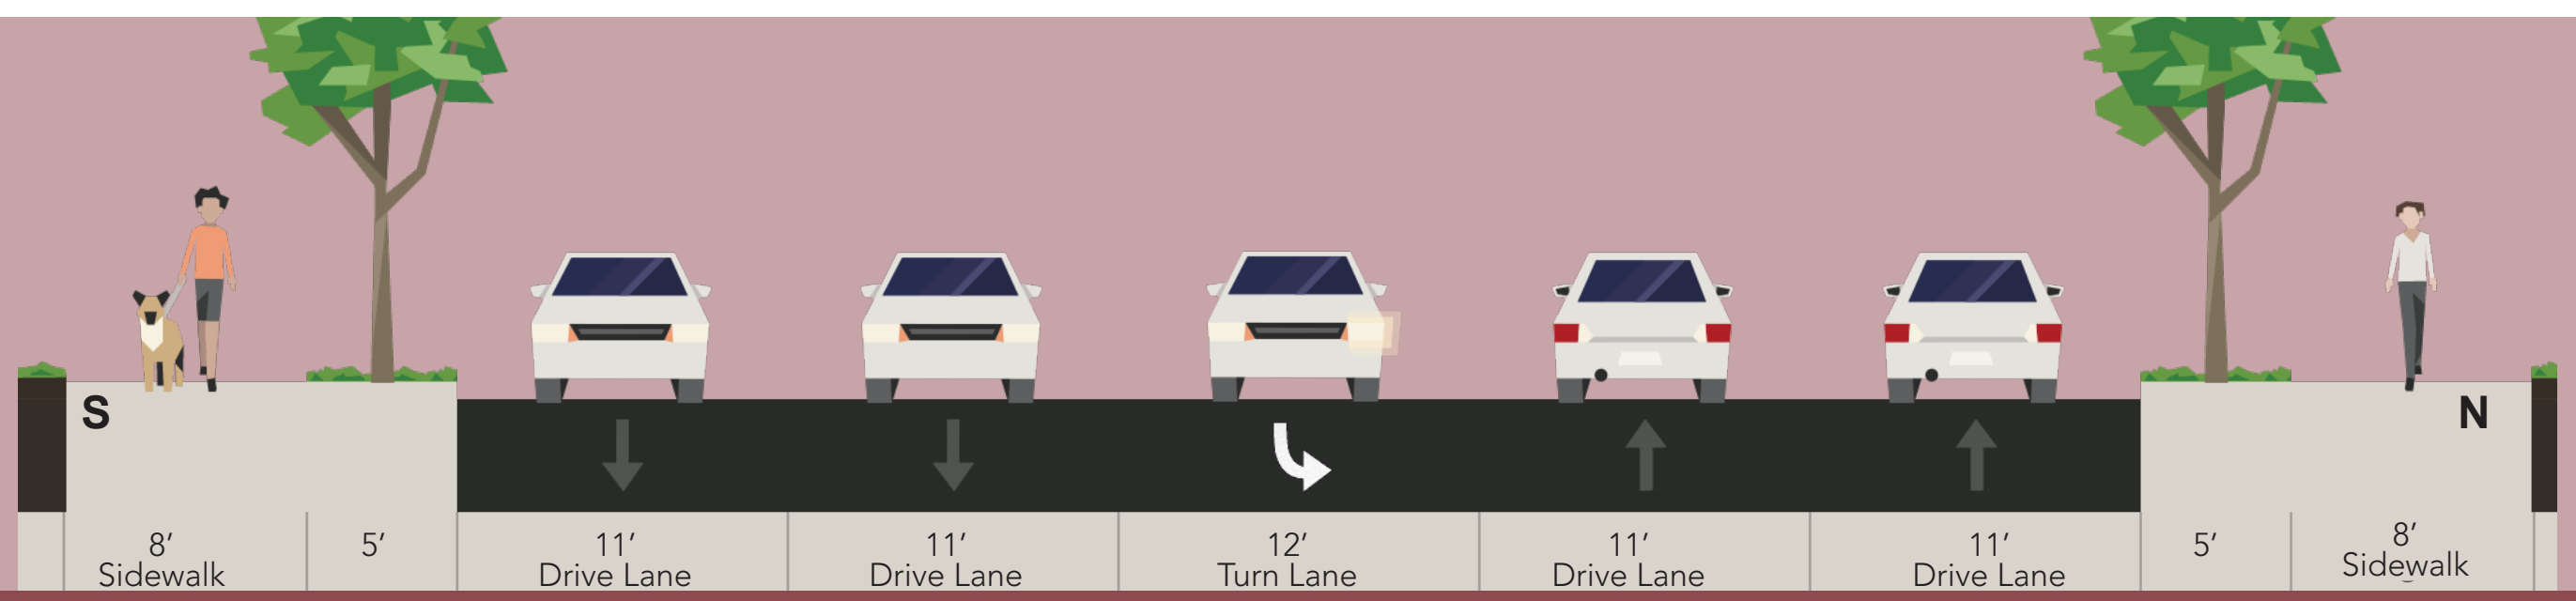 S
N
8’
Sidewalk
5’
11’
Drive Lane
11’
Drive Lane
12’
Turn Lane
11’
Drive Lane
11’
Drive Lane
5’
8’
Sidewalk